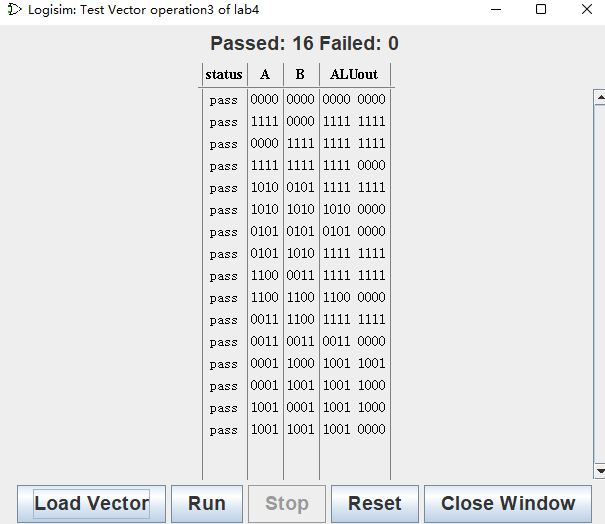 Logisim: Test Vector operation3 of lab4
Passed: 16 Failed: 0
status A B ALUout
pass 0000 0000 0000 0000
pass 1111 0000 1111 1111
pass 0000 1111 1111 1111
pass 1111 1111 1111 0000
pass 1010 0101 1111 1111
pass 1010 1010 1010 0000
pass 0101 0101 0101 0000
pass 0101 1010 1111 1111
pass 1100 0011 1111 1111
pass 1100 1100 1100 0000
pass 0011 1100 1111 1111
pass 0011 0011 0011 0000
pass 0001 1000 1001 1001
pass 0001 1001 1001 1000
pass 1001 0001 1001 1000
pass 1001 1001 1001 0000
Load Vector Run Stop Reset Close Window